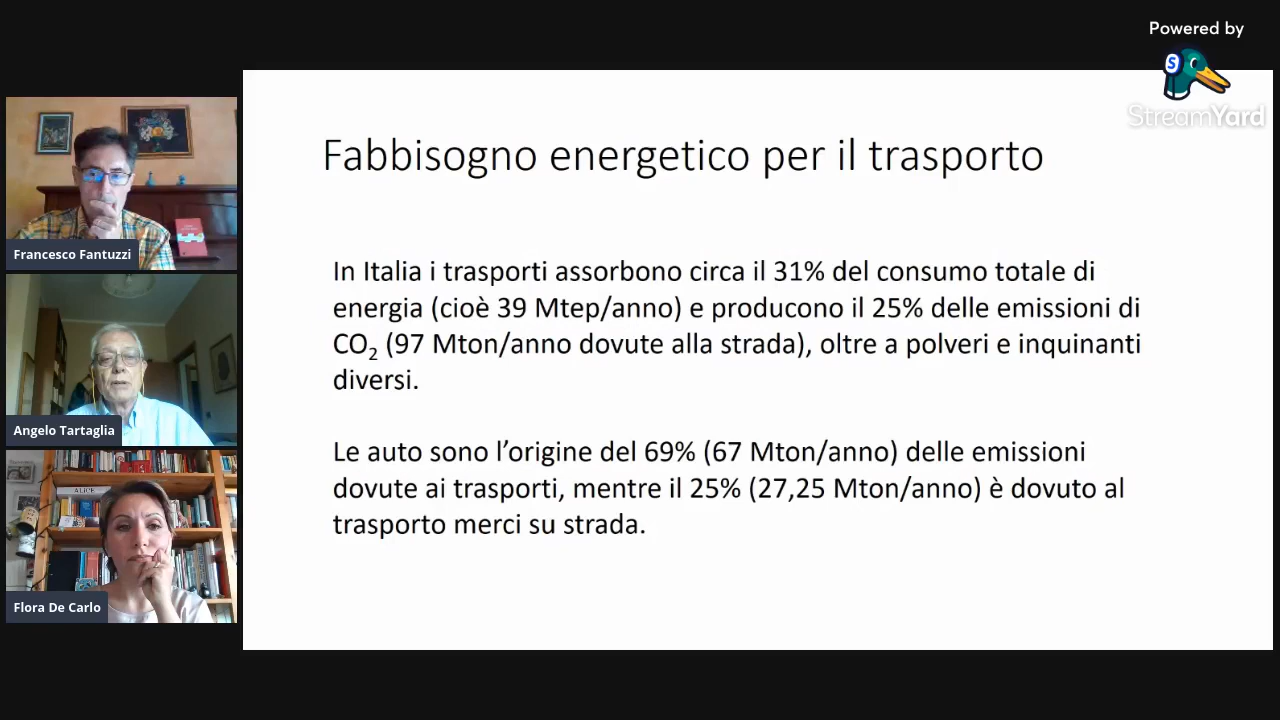 Powered by
StreamYard
Fabbisogno energetico per il trasporto
In Italia i trasporti assorbono circa il 31% del consumo totale di
energia (cioè 39 Mtep/anno) e producono il 25% delle emissioni di
CO₂ (97 Mton/anno dovute alla strada), oltre a polveri e inquinanti
diversi.
Le auto sono l’origine del 69% (67 Mton/anno) delle emissioni
dovute ai trasporti, mentre il 25% (27,25 Mton/anno) è dovuto al
trasporto merci su strada.
Francesco Fantuzzi
Angelo Tartaglia
ALICE
Flora De Carlo